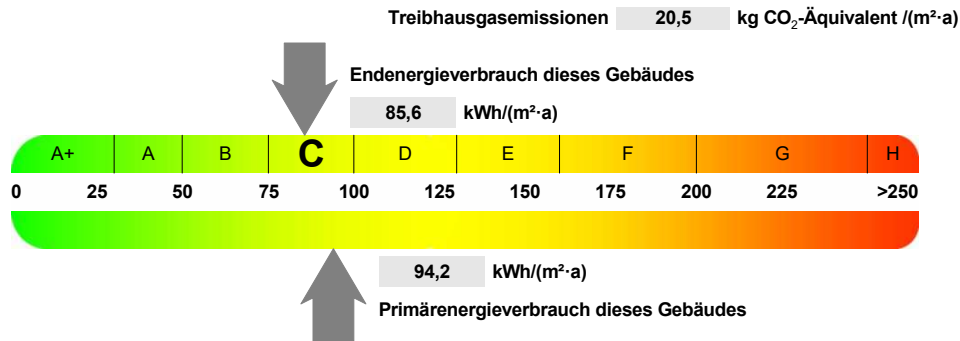 Treibhausgasemissionen 20,5 kg CO₂-Äquivalent /(m²·a)
Endenergieverbrauch dieses Gebäudes
85,6 kWh/(m²·a)
A+ A B C D E F G H
0 25 50 75 100 125 150 175 200 225 >250
94,2 kWh/(m²·a)
Primärenergieverbrauch dieses Gebäudes